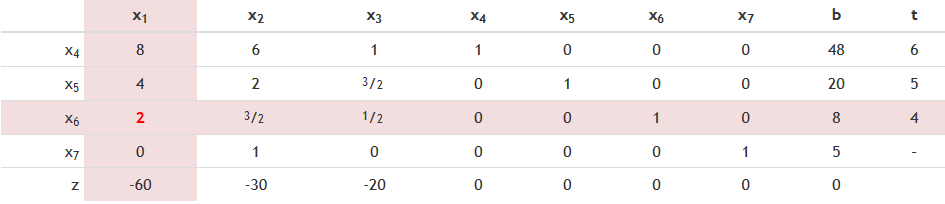 x₁ x₂ x₃ x₄ x₅ x₆ x₇ b t
x₄ 8 6 1 1 0 0 0 48 6
x₅ 4 2 3/2 0 1 0 0 20 5
x₆ 2 3/2 1/2 0 0 1 0 8 4
x₇ 0 1 0 0 0 0 1 5 -
z -60 -30 -20 0 0 0 0 0